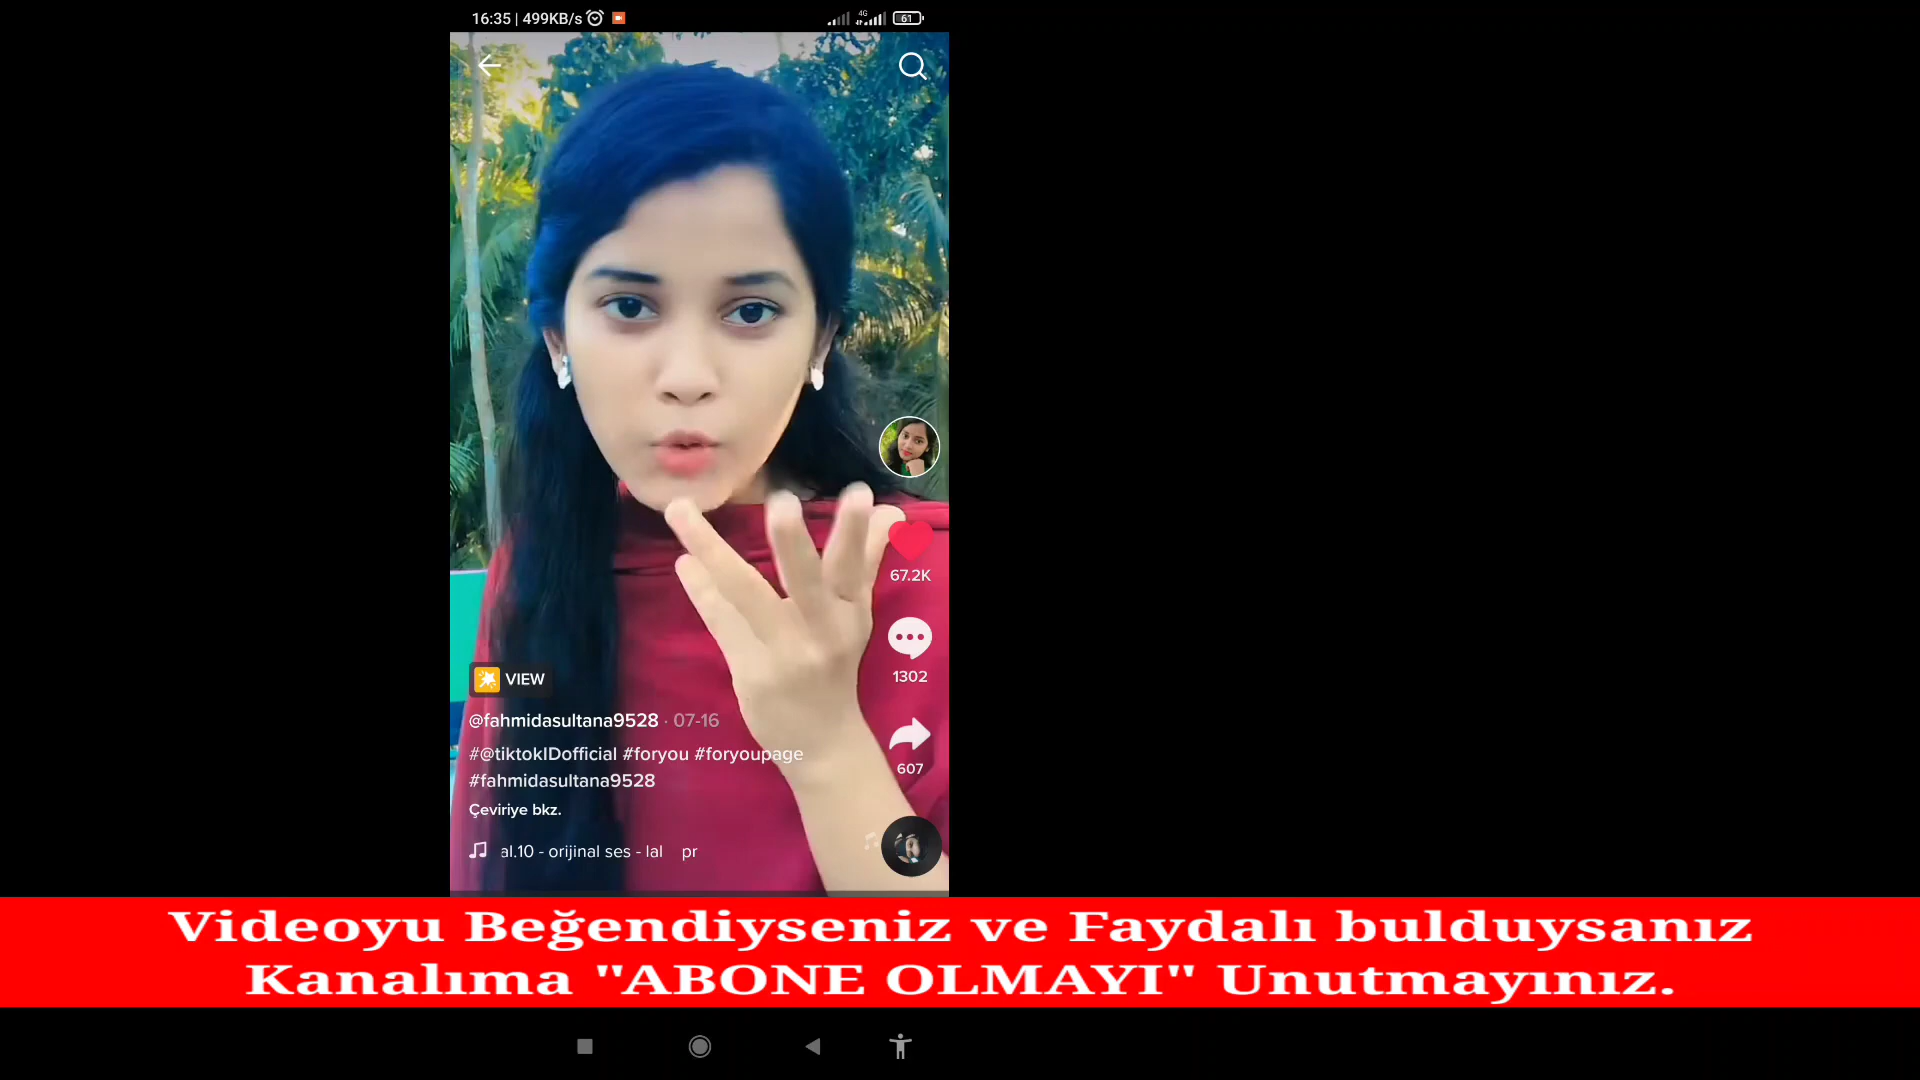 16:35 | 499KB/s
4G
61
67.2K
1302
VIEW
@fahmidasultana9528 · 07-16
#@tiktokIDofficial #foryou #foryoupage
#fahmidasultana9528
607
Çeviriye bkz.
al.10 - orijinal ses - lal pr
Videoyu Beğendiyseniz ve Faydalı bulduysanız
Kanalıma "ABONE OLMAYI" Unutmayınız.